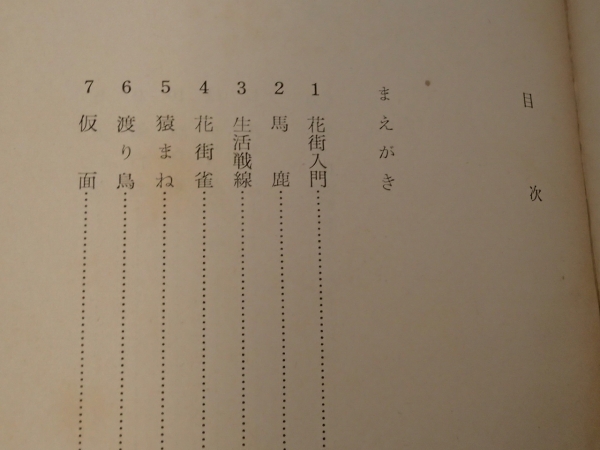 目次
まえがき
1 花街入門
2 馬鹿
3 生活戦線
4 花街雀
5 猿まね
6 渡り鳥
7 仮面